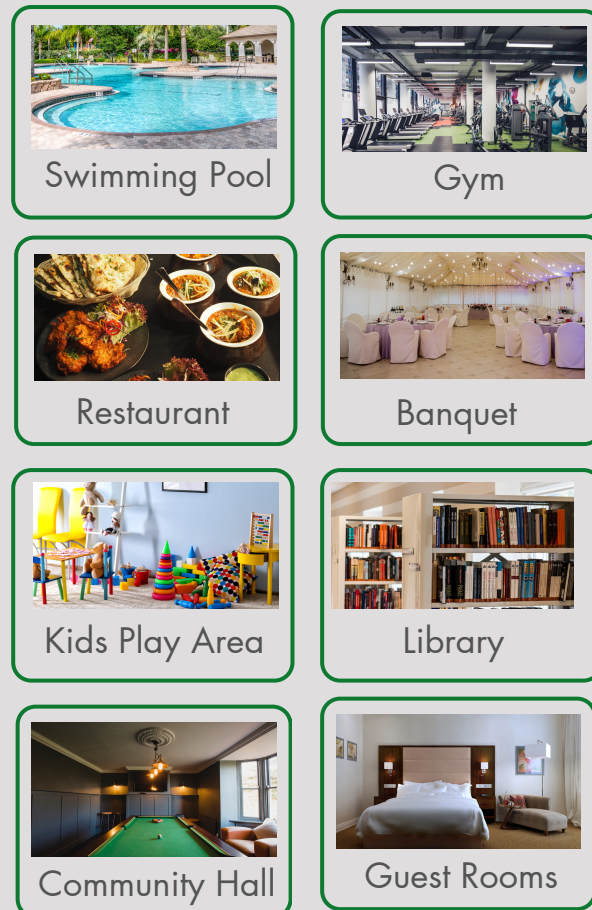 Swimming Pool
Gym
Restaurant
Banquet
Kids Play Area
Library
Community Hall
Guest Rooms